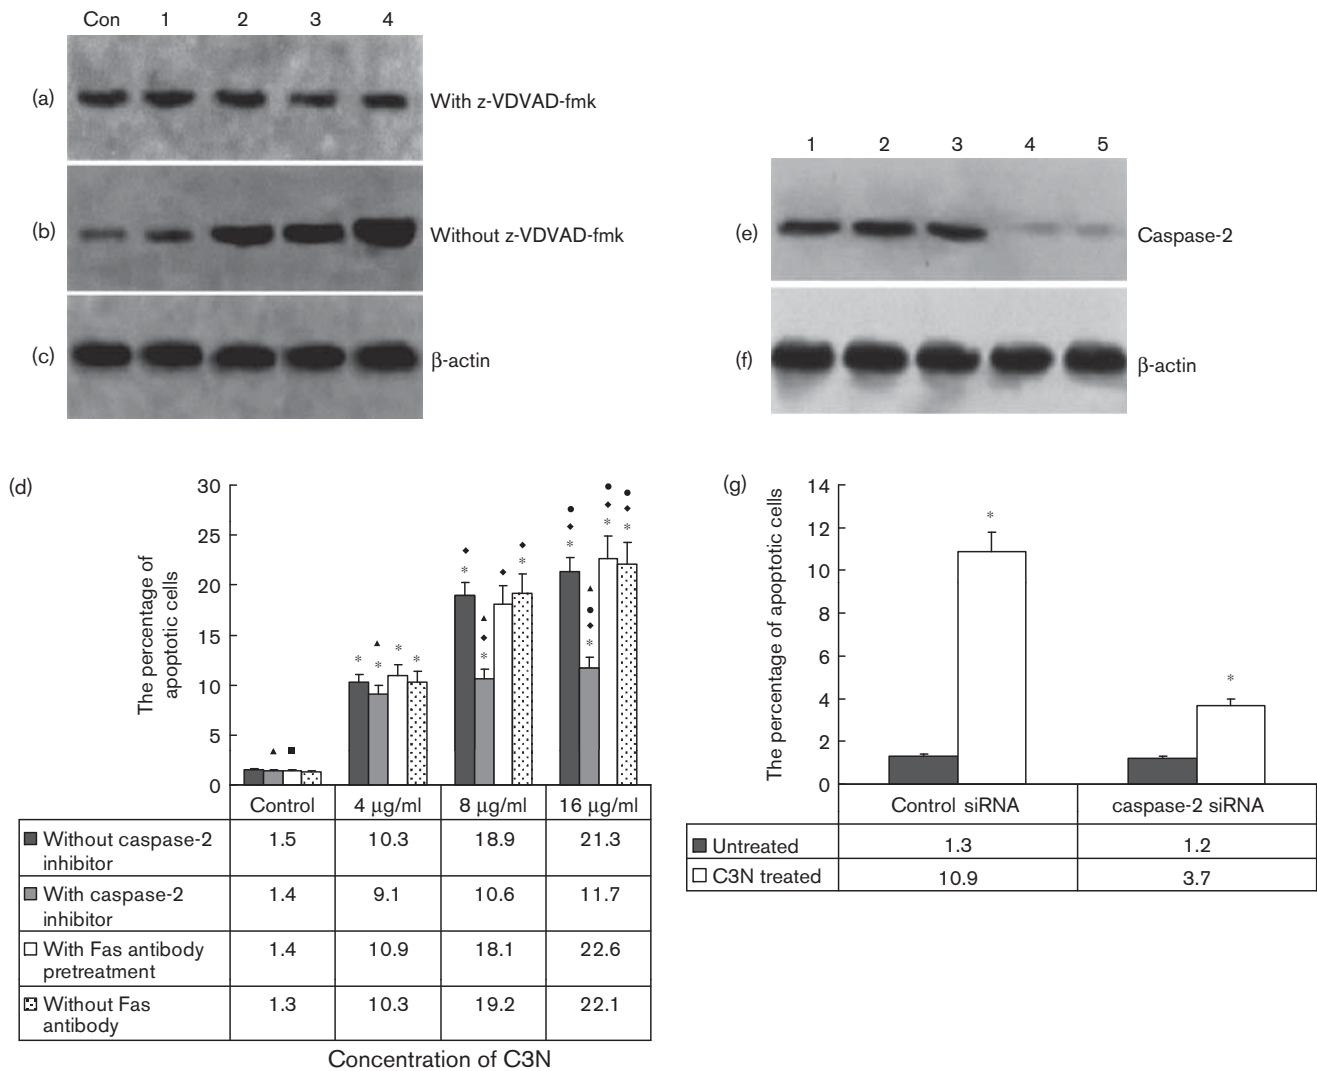 Con 1 2 3 4
(a) With z-VDVAD-fmk
(b) Without z-VDVAD-fmk
(c) β-actin
1 2 3 4 5
(e) Caspase-2
(f) β-actin
(d)
The percentage of
apoptotic cells
30
25
20
15
10
5
0
* * * *
* * * *
* * * *
Control 4 μg/ml 8 μg/ml 16 μg/ml
Without caspase-2
inhibitor
1.5 10.3 18.9 21.3
With caspase-2
inhibitor
1.4 9.1 10.6 11.7
With Fas antibody
pretreatment
1.4 10.9 18.1 22.6
Without Fas
antibody
1.3 10.3 19.2 22.1
Concentration of C3N
(g)
The percentage of apoptotic cells
14
12
10
8
6
4
2
0
*
*
Control siRNA caspase-2 siRNA
Untreated 1.3 1.2
C3N treated 10.9 3.7